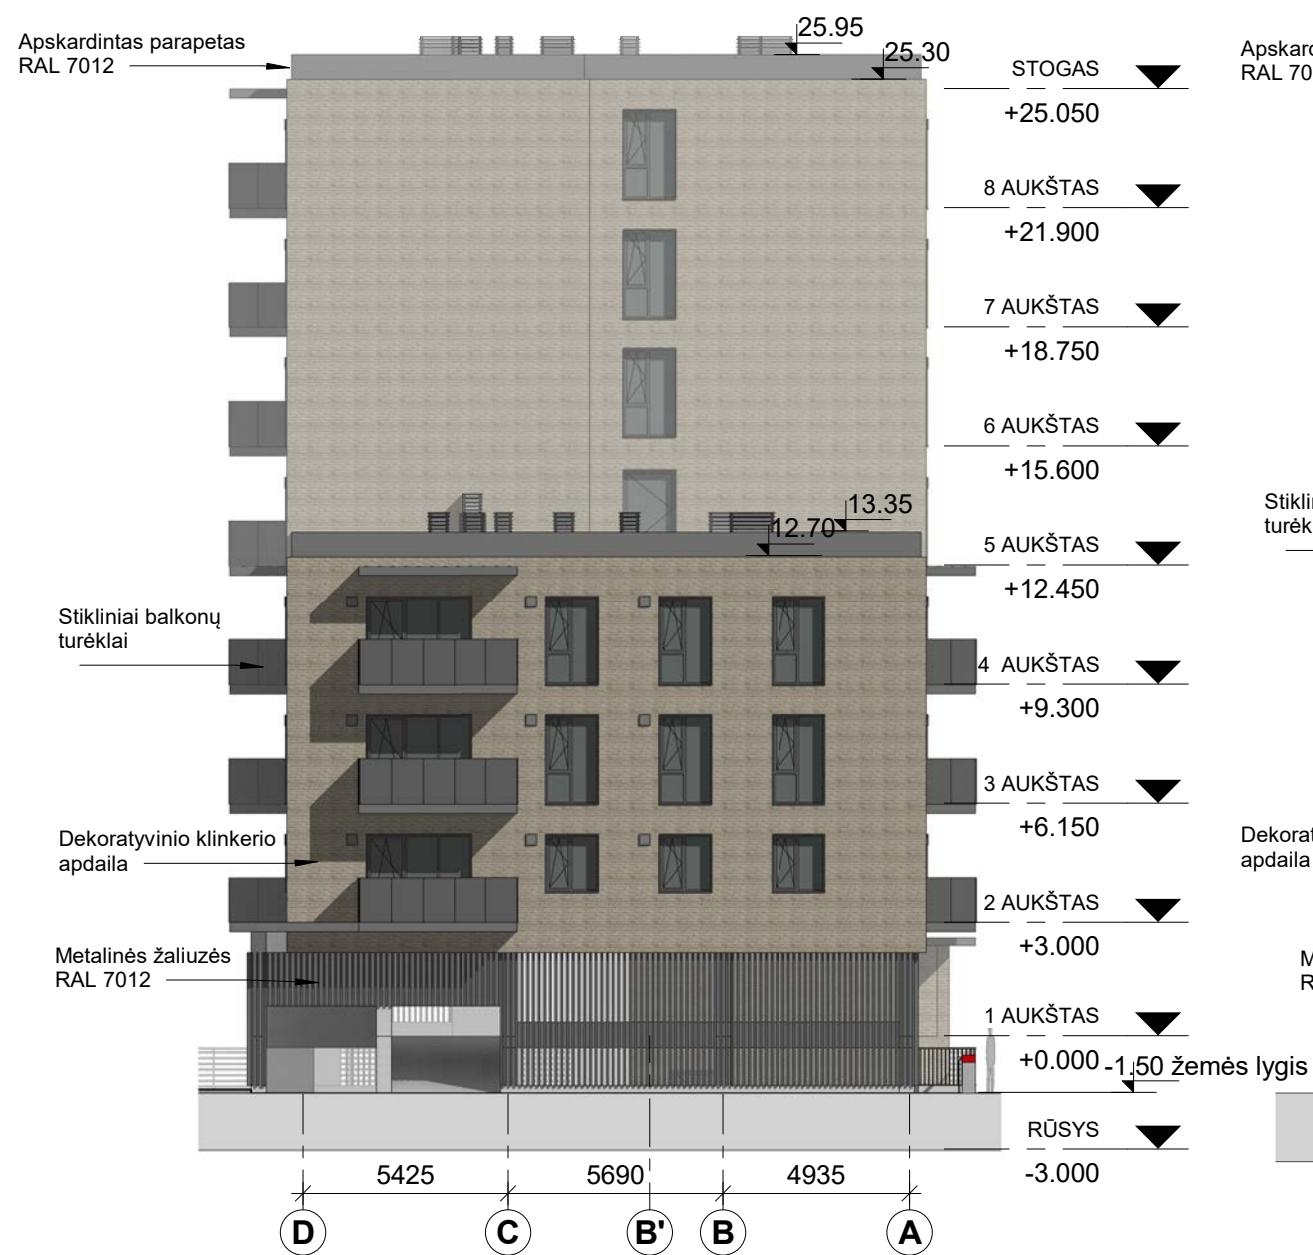 Apskardintas parapetas
RAL 7012
25.95
25.30
STOGAS
+25.050
8 AUKŠTAS
+21.900
7 AUKŠTAS
+18.750
6 AUKŠTAS
+15.600
13.35
12.70
5 AUKŠTAS
+12.450
Stikliniai balkonų
turėklai
4 AUKŠTAS
+9.300
3 AUKŠTAS
+6.150
Dekoratyvinio klinkerio
apdaila
2 AUKŠTAS
+3.000
Metalinės žaliuzės
RAL 7012
1 AUKŠTAS
+0.000
-1.50 žemės lygis
RŪSYS
-3.000
5425
5690
4935
D
C
B'
B
A
apdaila